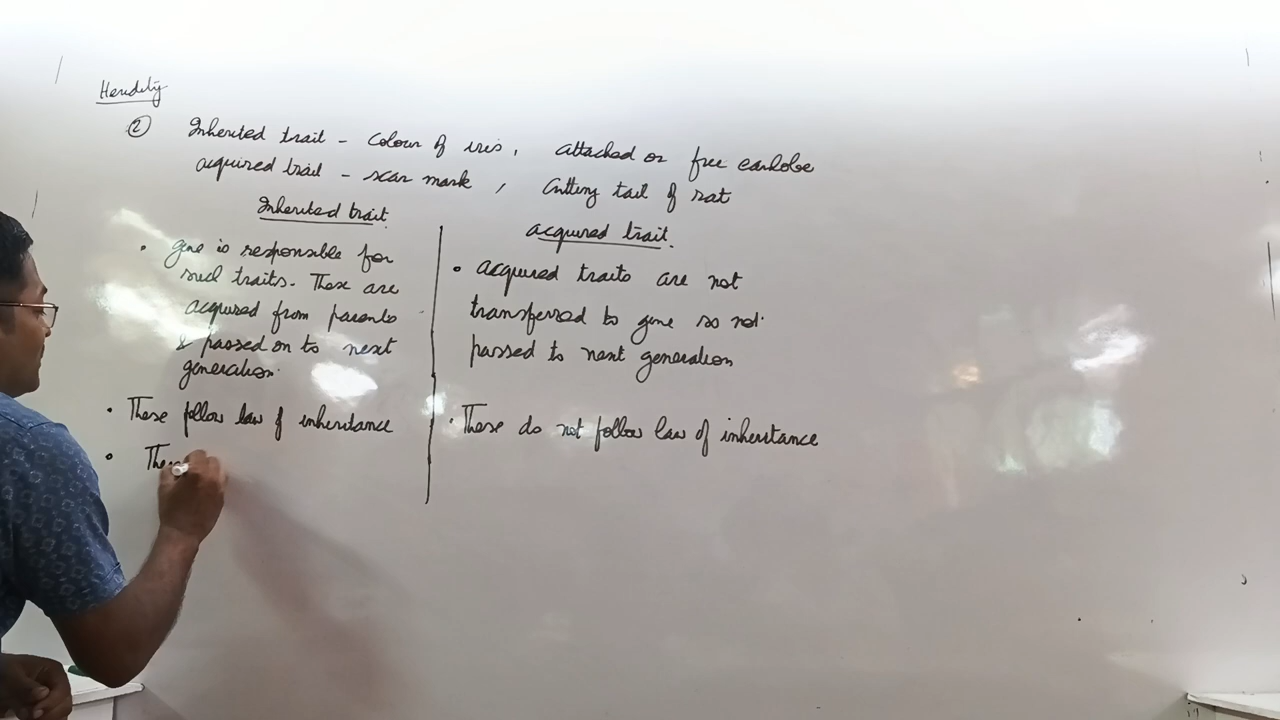 Heredity
② Inherited trait - colour of iris, attached or free earlobe
acquired trait - scar mark, Cutting tail of rat
Inherited trait
• gene is responsible for
such traits. These are
acquired from parents
& passed on to next
generation.
• These follow law of inheritance
• The
acquired trait.
• acquired traits are not
transferred to gene so not
passed to next generation
• These do not follow law of inheritance